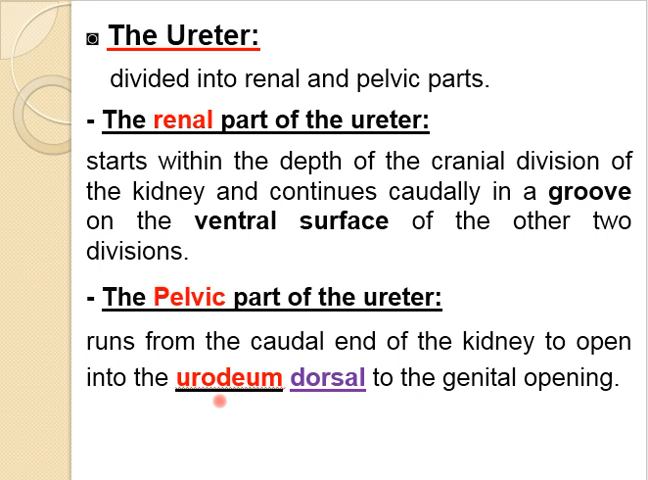 ◙ The Ureter:
divided into renal and pelvic parts.
- The renal part of the ureter:
starts within the depth of the cranial division of
the kidney and continues caudally in a groove
on the ventral surface of the other two
divisions.
- The Pelvic part of the ureter:
runs from the caudal end of the kidney to open
into the urodeum dorsal to the genital opening.